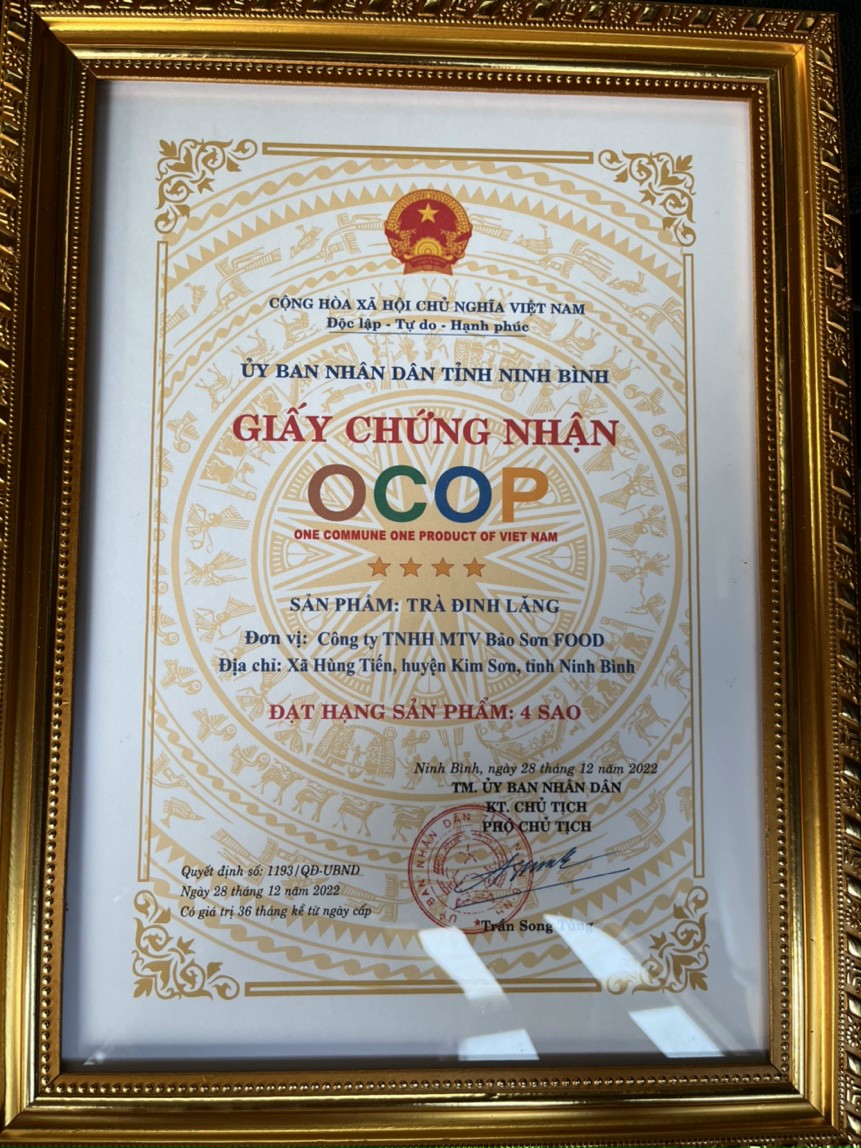 CỘNG HÒA XÃ HỘI CHỦ NGHĨA VIỆT NAM
Độc lập - Tự do - Hạnh phúc
ỦY BAN NHÂN DÂN TỈNH NINH BÌNH
GIẤY CHỨNG NHẬN
OCOP
ONE COMMUNE ONE PRODUCT OF VIET NAM
SẢN PHẨM: TRÀ ĐINH LĂNG
Đơn vị: Công ty TNHH MTV Bảo Sơn FOOD
Địa chỉ: Xã Hùng Tiến, huyện Kim Sơn, tỉnh Ninh Bình
ĐẠT HẠNG SẢN PHẨM: 4 SAO
Ninh Bình, ngày 28 tháng 12 năm 2022
TM. ỦY BAN NHÂN DÂN
KT. CHỦ TỊCH
PHÓ CHỦ TỊCH
Quyết định số: 1193/QĐ-UBND
Ngày 28 tháng 12 năm 2022
Có giá trị 36 tháng kể từ ngày cấp
Trần Song Tùng